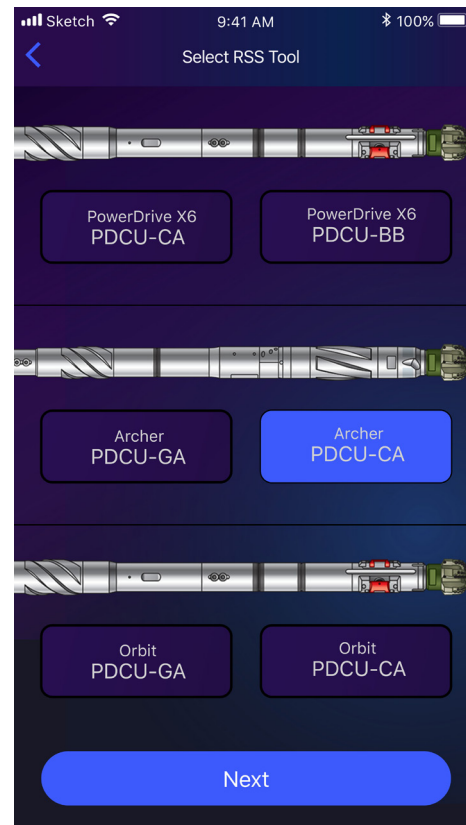 Sketch 9:41 AM 100%
Select RSS Tool
PowerDrive X6 PowerDrive X6
PDCU-CA PDCU-BB
Archer Archer
PDCU-GA PDCU-CA
Orbit Orbit
PDCU-GA PDCU-CA
Next